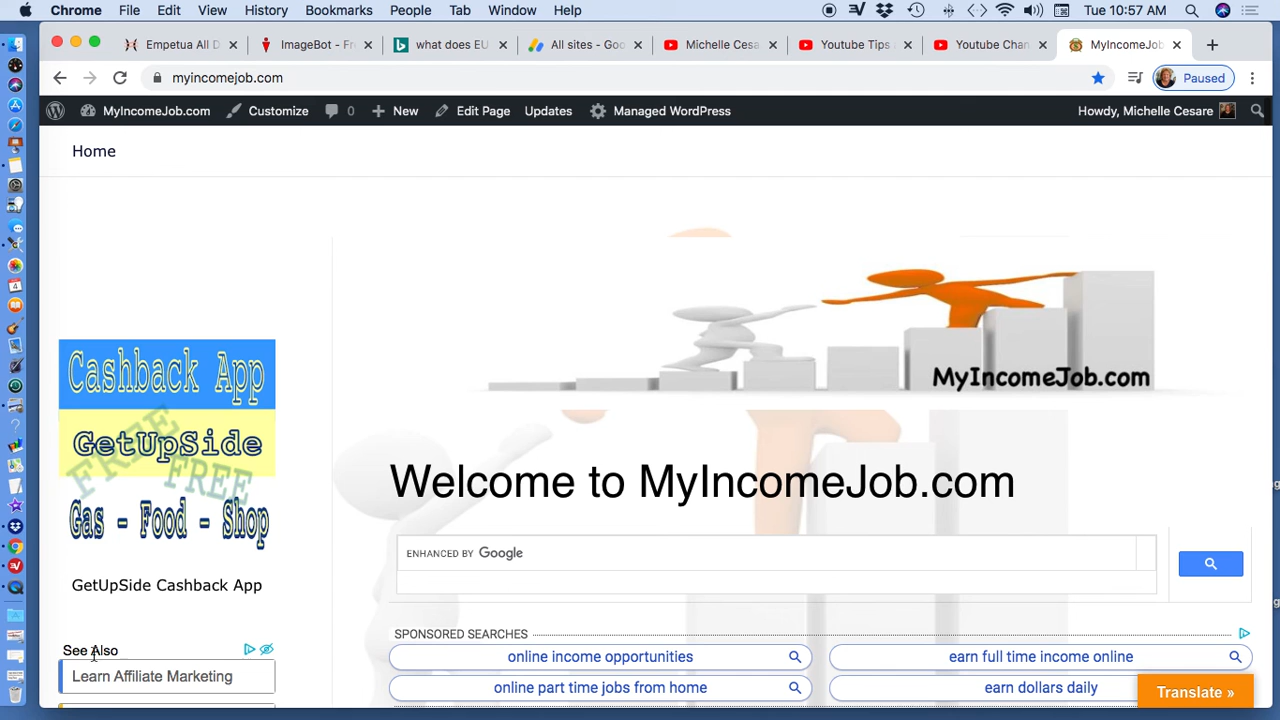 Chrome File Edit View History Bookmarks People Tab Window Help Tue 10:57 AM
Empetua All D ImageBot - Fre what does EU All sites - Goo Michelle Cesa Youtube Tips Youtube Chan MyIncomeJob
myincomejob.com Paused
MyIncomeJob.com Customize 0 New Edit Page Updates Managed WordPress Howdy, Michelle Cesare
Home
MyIncomeJob.com
Cashback App
GetUpSide
FREE FREE
Gas - Food - Shop
GetUpSide Cashback App
See Also
Learn Affiliate Marketing
Welcome to MyIncomeJob.com
ENHANCED BY Google
SPONSORED SEARCHES
online income opportunities earn full time income online
online part time jobs from home earn dollars daily
Translate »